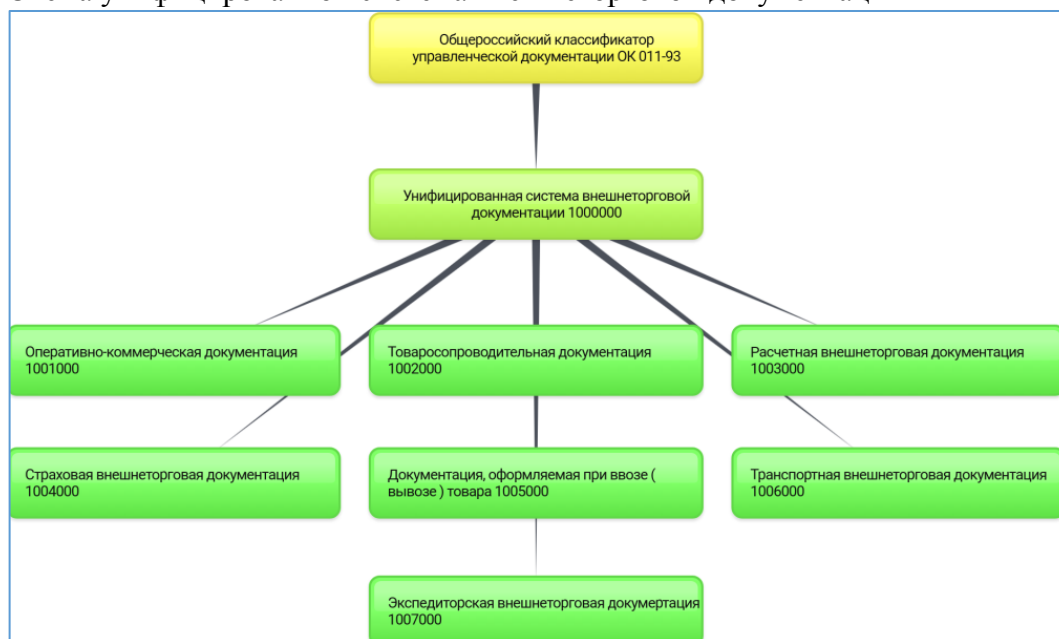 Общероссийский классификатор
управленческой документации ОК 011-93
Унифицированная система внешнеторговой
документации 1000000
Оперативно-коммерческая документация
1001000
Товаросопроводительная документация
1002000
Расчетная внешнеторговая документация
1003000
Страховая внешнеторговая документация
1004000
Документация, оформляемая при ввозе (
вывозе ) товара 1005000
Транспортная внешнеторговая документация
1006000
Экспедиторская внешнеторговая докумертация
1007000